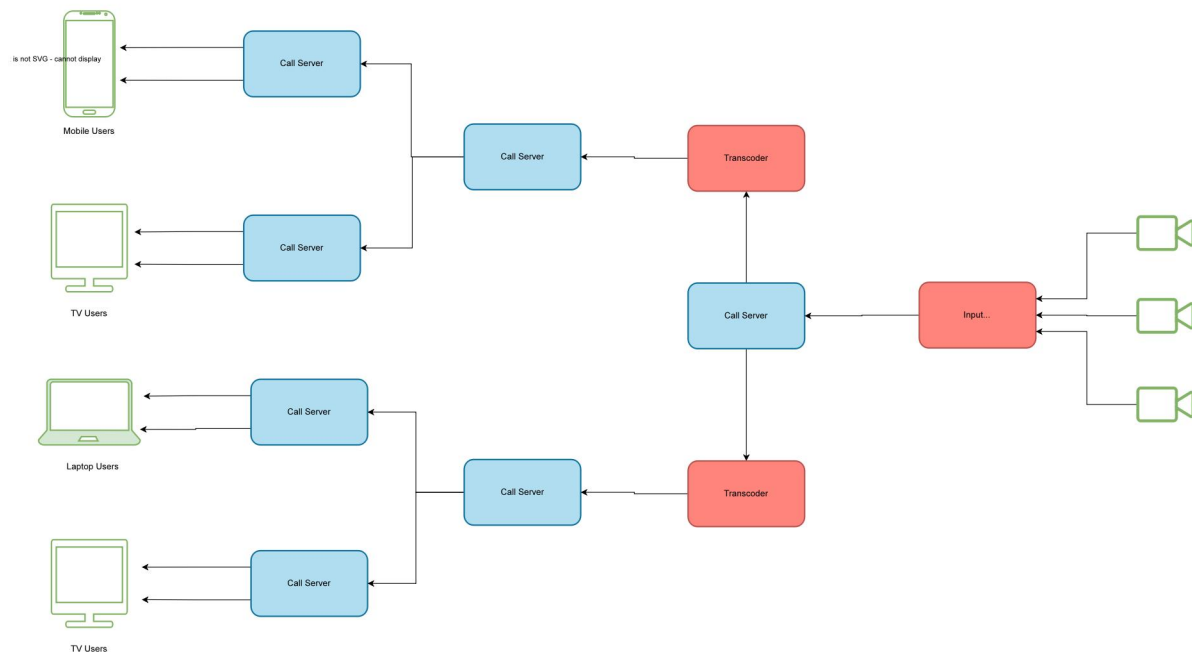 is not SVG - cannot display
Mobile Users
Call Server
Call Server
Transcoder
Call Server
TV Users
Call Server
Input...
Call Server
Laptop Users
Call Server
Transcoder
Call Server
TV Users